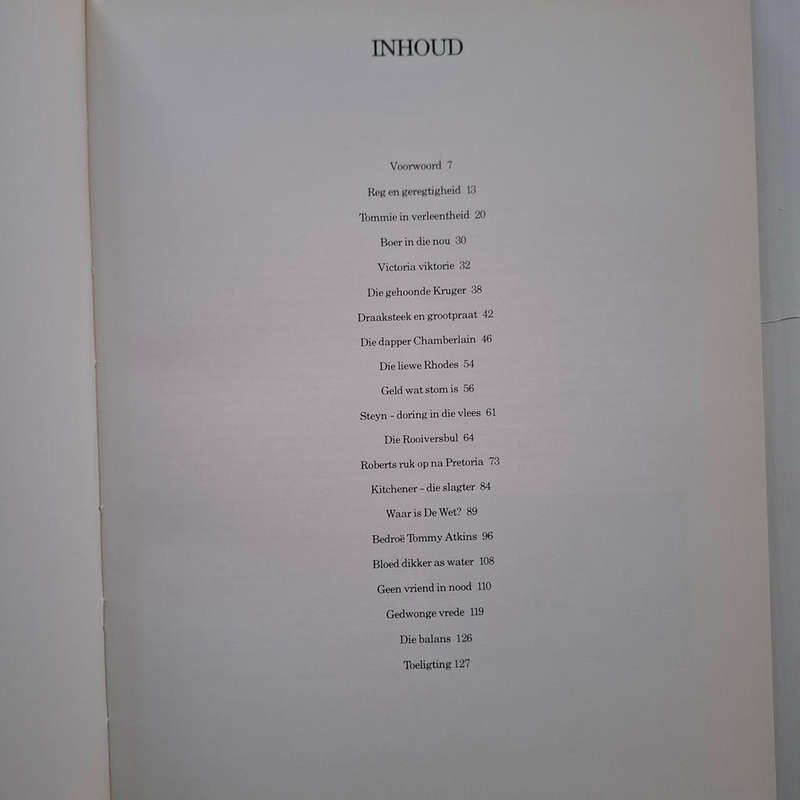 INHOUD
Voorwoord 7
Reg en geregtigheid 13
Tommie in verleentheid 20
Boer in die nou 30
Victoria viktorie 32
Die gehoonde Kruger 38
Draaksteek en grootpraat 42
Die dapper Chamberlain 46
Die liewe Rhodes 54
Geld wat stom is 56
Steyn – doring in die vlees 61
Die Rooiversbul 64
Roberts ruk op na Pretoria 73
Kitchener – die slagter 84
Waar is De Wet? 89
Bedroë Tommy Atkins 96
Bloed dikker as water 108
Geen vriend in nood 110
Gedwonge vrede 119
Die balans 126
Toeligting 127